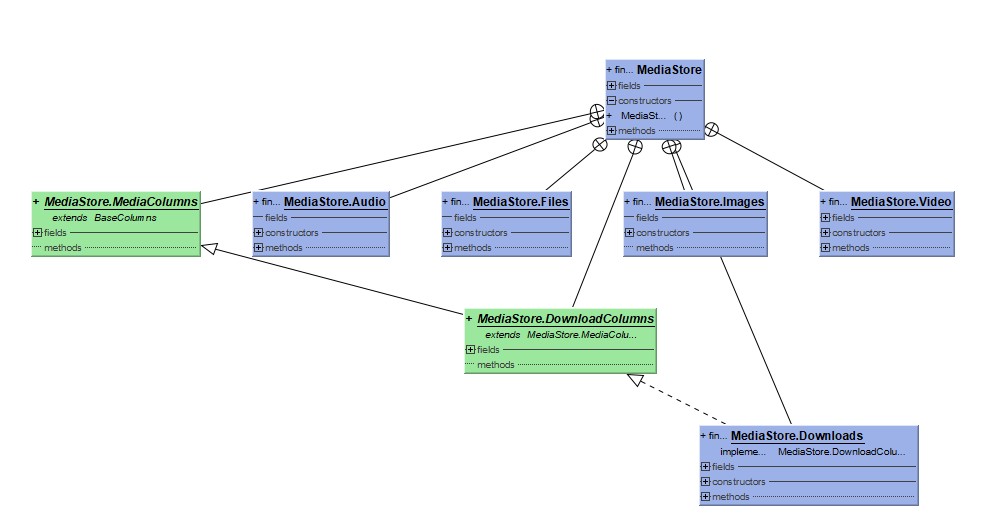 + fin... MediaStore
fields
constructors
+ MediaSt... ( )
methods
+ MediaStore.MediaColumns
extends BaseColumns
fields
methods
+ fin... MediaStore.Audio
fields
constructors
methods
+ fin... MediaStore.Files
fields
constructors
methods
+ fin... MediaStore.Images
fields
constructors
methods
+ fin... MediaStore.Video
fields
constructors
methods
+ MediaStore.DownloadColumns
extends MediaStore.MediaColu...
fields
methods
+ fin... MediaStore.Downloads
impleme... MediaStore.DownloadColu...
fields
constructors
methods